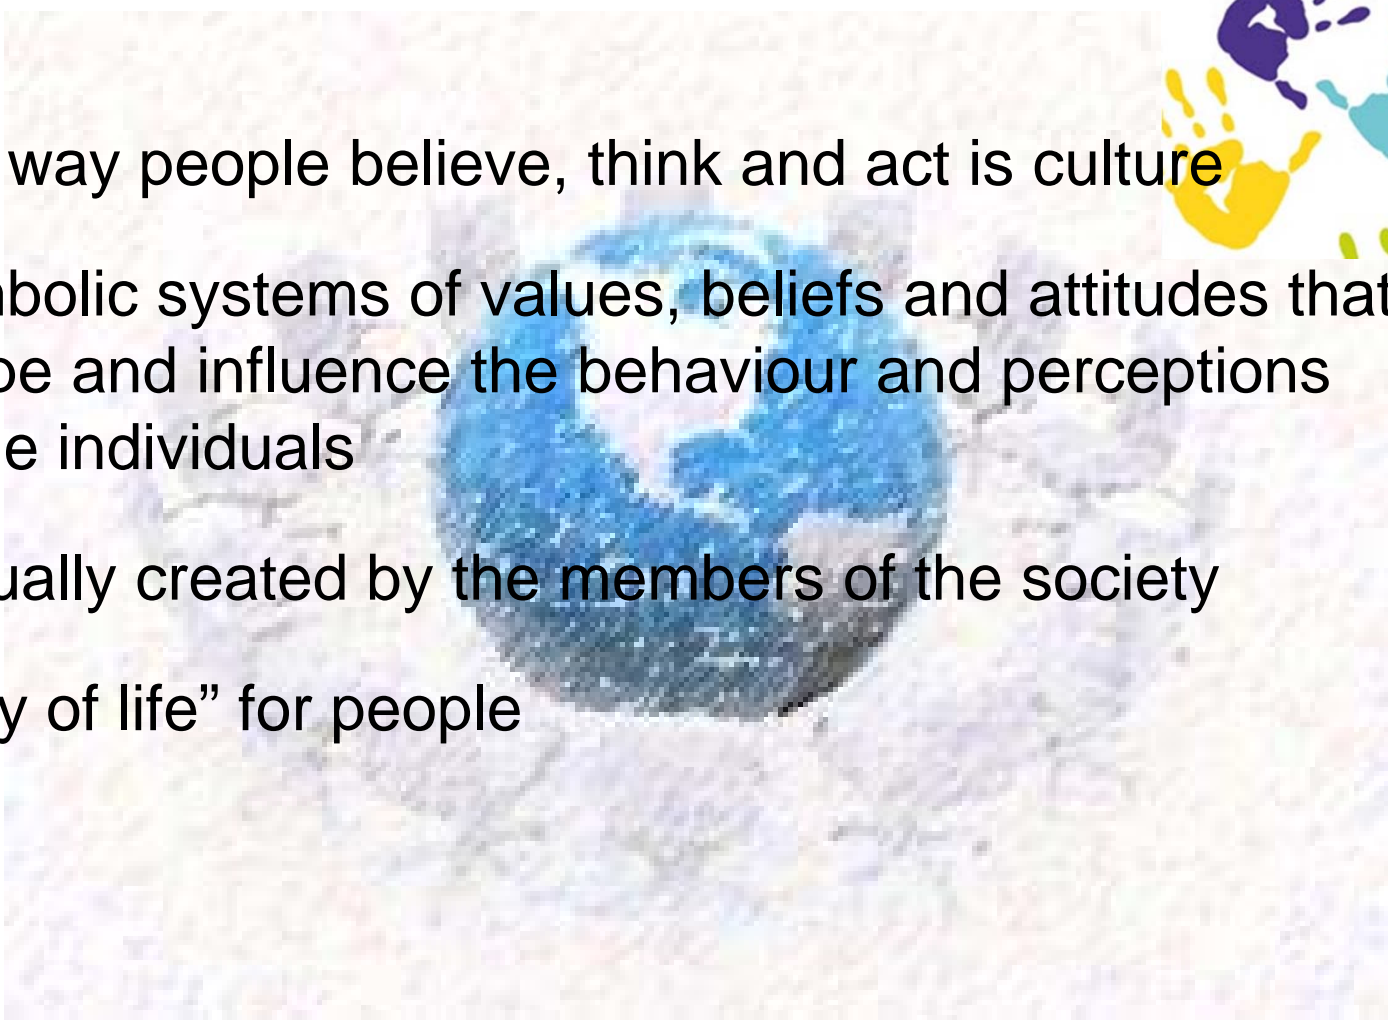 way people believe, think and act is culture
bolic systems of values, beliefs and attitudes that
and influence the behaviour and perceptions
e individuals
ually created by the members of the society
y of life” for people